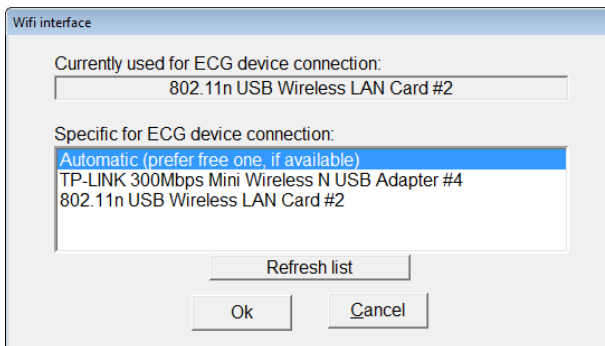 Wifi interface
Currently used for ECG device connection:
802.11n USB Wireless LAN Card #2
Specific for ECG device connection:
Automatic (prefer free one, if available)
TP-LINK 300Mbps Mini Wireless N USB Adapter #4
802.11n USB Wireless LAN Card #2
Refresh list
Ok Cancel